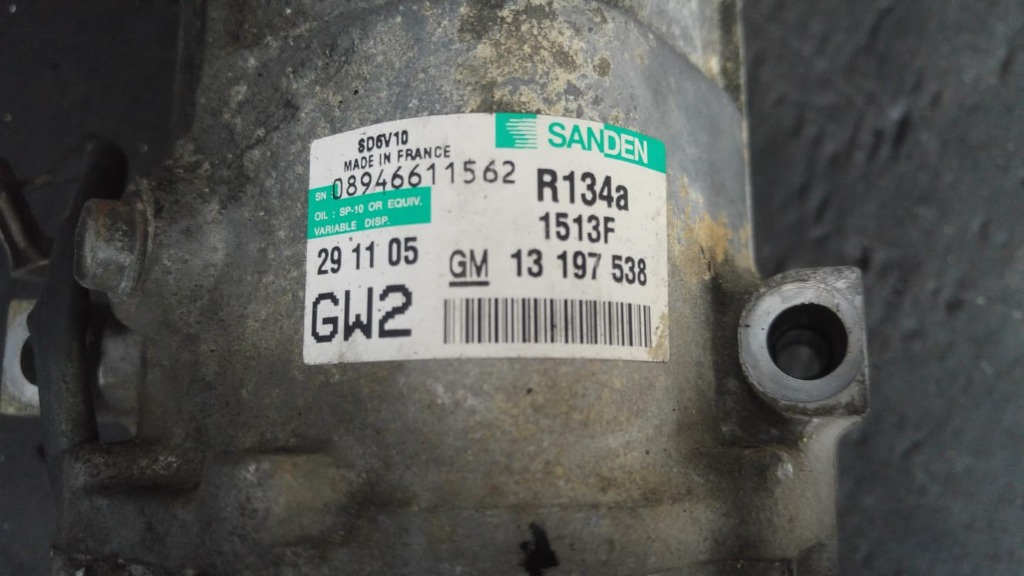 SANDEN
SD6V10
MADE IN FRANCE
SN 08946611562
R134a
OIL : SP-10 OR EQUIV.
VARIABLE DISP.
1513F
29 11 05
GM 13 197 538
GW2